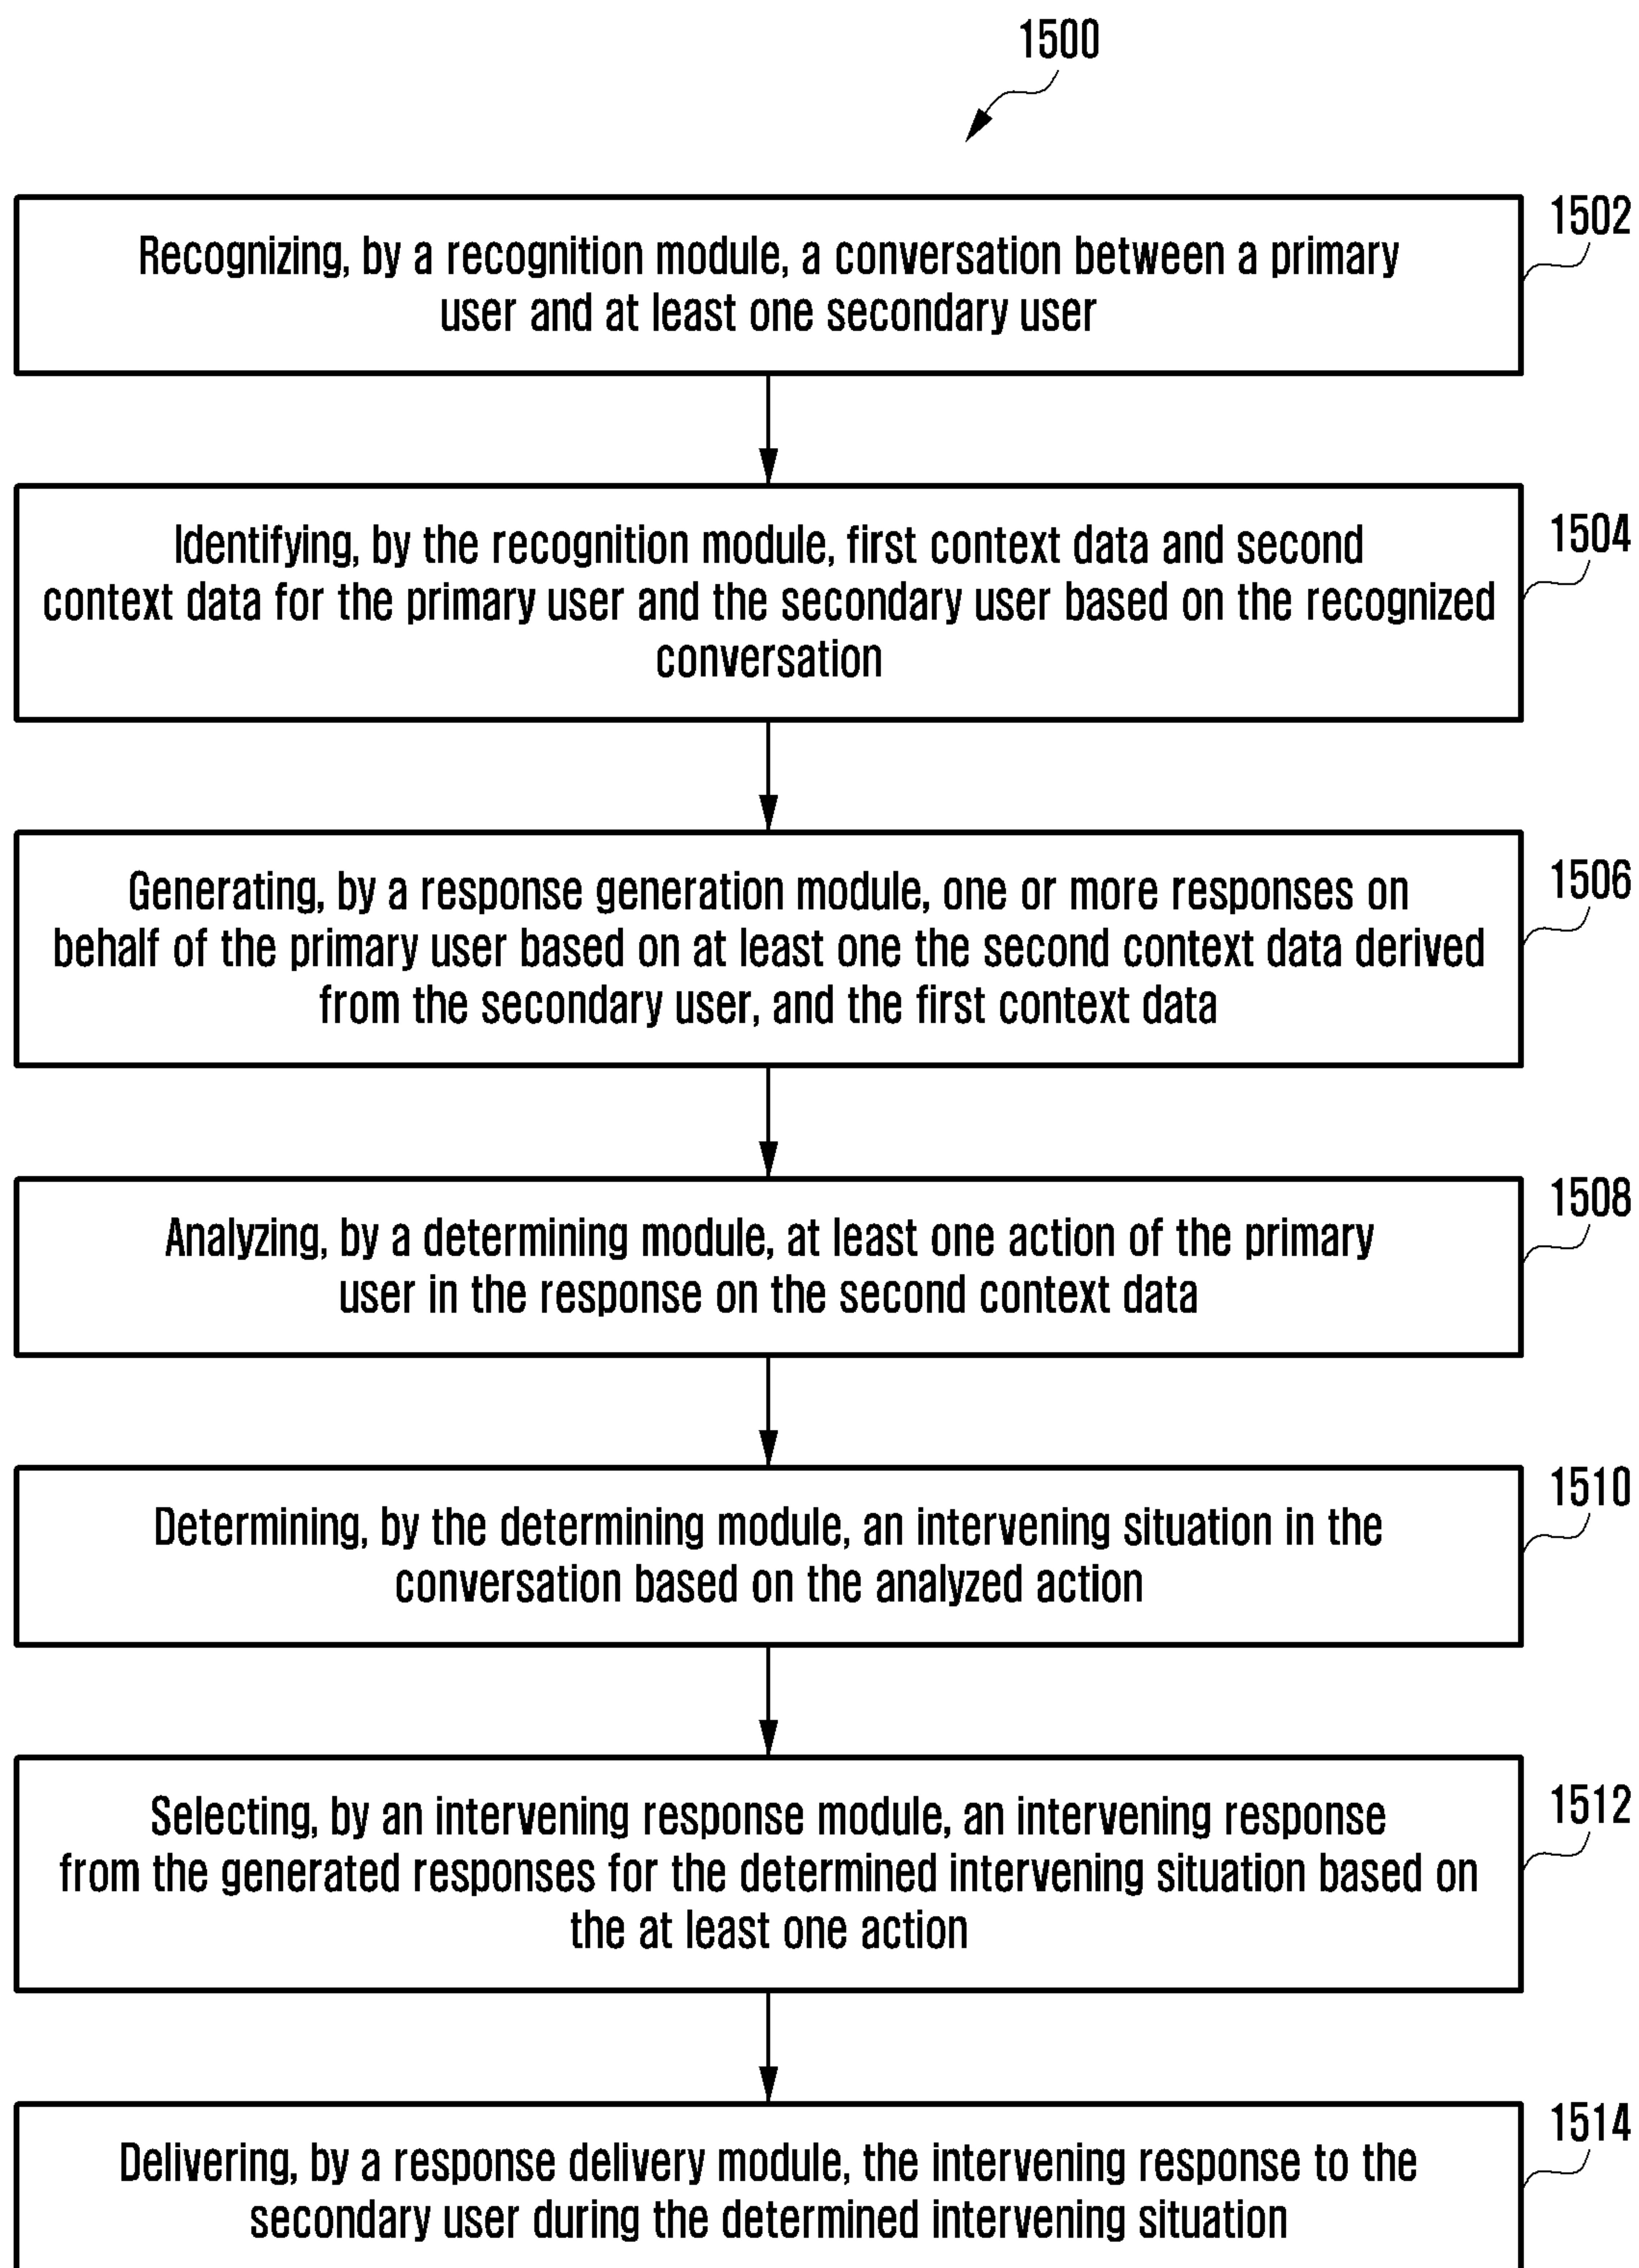 1500
1502
Recognizing, by a recognition module, a conversation between a primary
user and at least one secondary user
1504
Identifying, by the recognition module, first context data and second
context data for the primary user and the secondary user based on the recognized
conversation
1506
Generating, by a response generation module, one or more responses on
behalf of the primary user based on at least one the second context data derived
from the secondary user, and the first context data
1508
Analyzing, by a determining module, at least one action of the primary
user in the response on the second context data
1510
Determining, by the determining module, an intervening situation in the
conversation based on the analyzed action
1512
Selecting, by an intervening response module, an intervening response
from the generated responses for the determined intervening situation based on
the at least one action
1514
Delivering, by a response delivery module, the intervening response to the
secondary user during the determined intervening situation